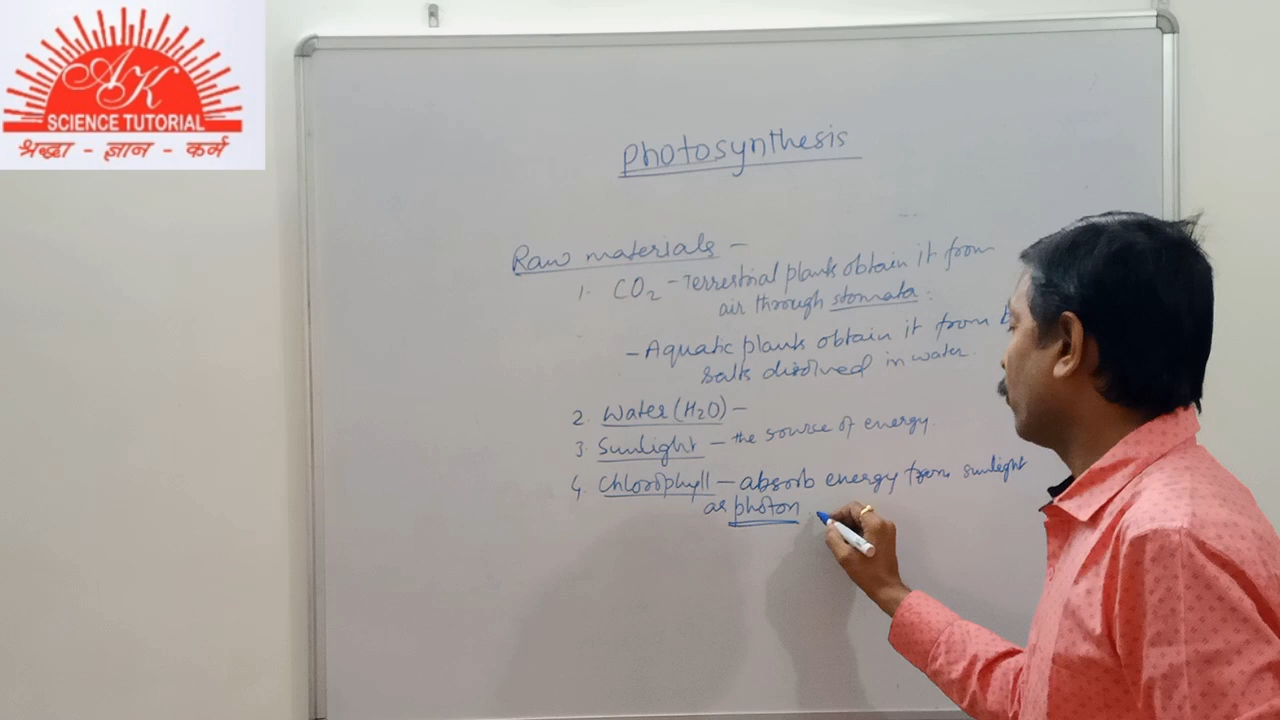 AK
SCIENCE TUTORIAL
श्रद्धा - ज्ञान - कर्म
Photosynthesis
Raw materials -
1. CO2 - Terrestrial plants obtain it from
air through stomata.
- Aquatic plants obtain it from
salts dissolved in water.
2. Water (H2O) -
3. Sunlight - the source of energy.
4. Chlorophyll - absorb energy from sunlight
as photon